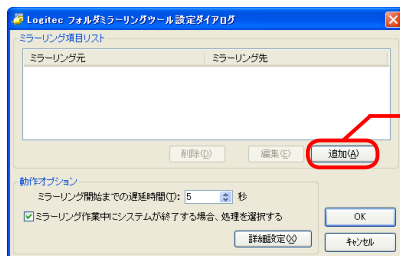 Logitec フォルダミラーリングツール 設定ダイアログ
ミラーリング項目リスト
ミラーリング元 ミラーリング先
削除(D) 編集(E) 追加(A)
動作オプション
ミラーリング開始までの遅延時間(T): 5 秒
ミラーリング作業中にシステムが終了する場合、処理を選択する
OK
詳細設定(X)
キャンセル